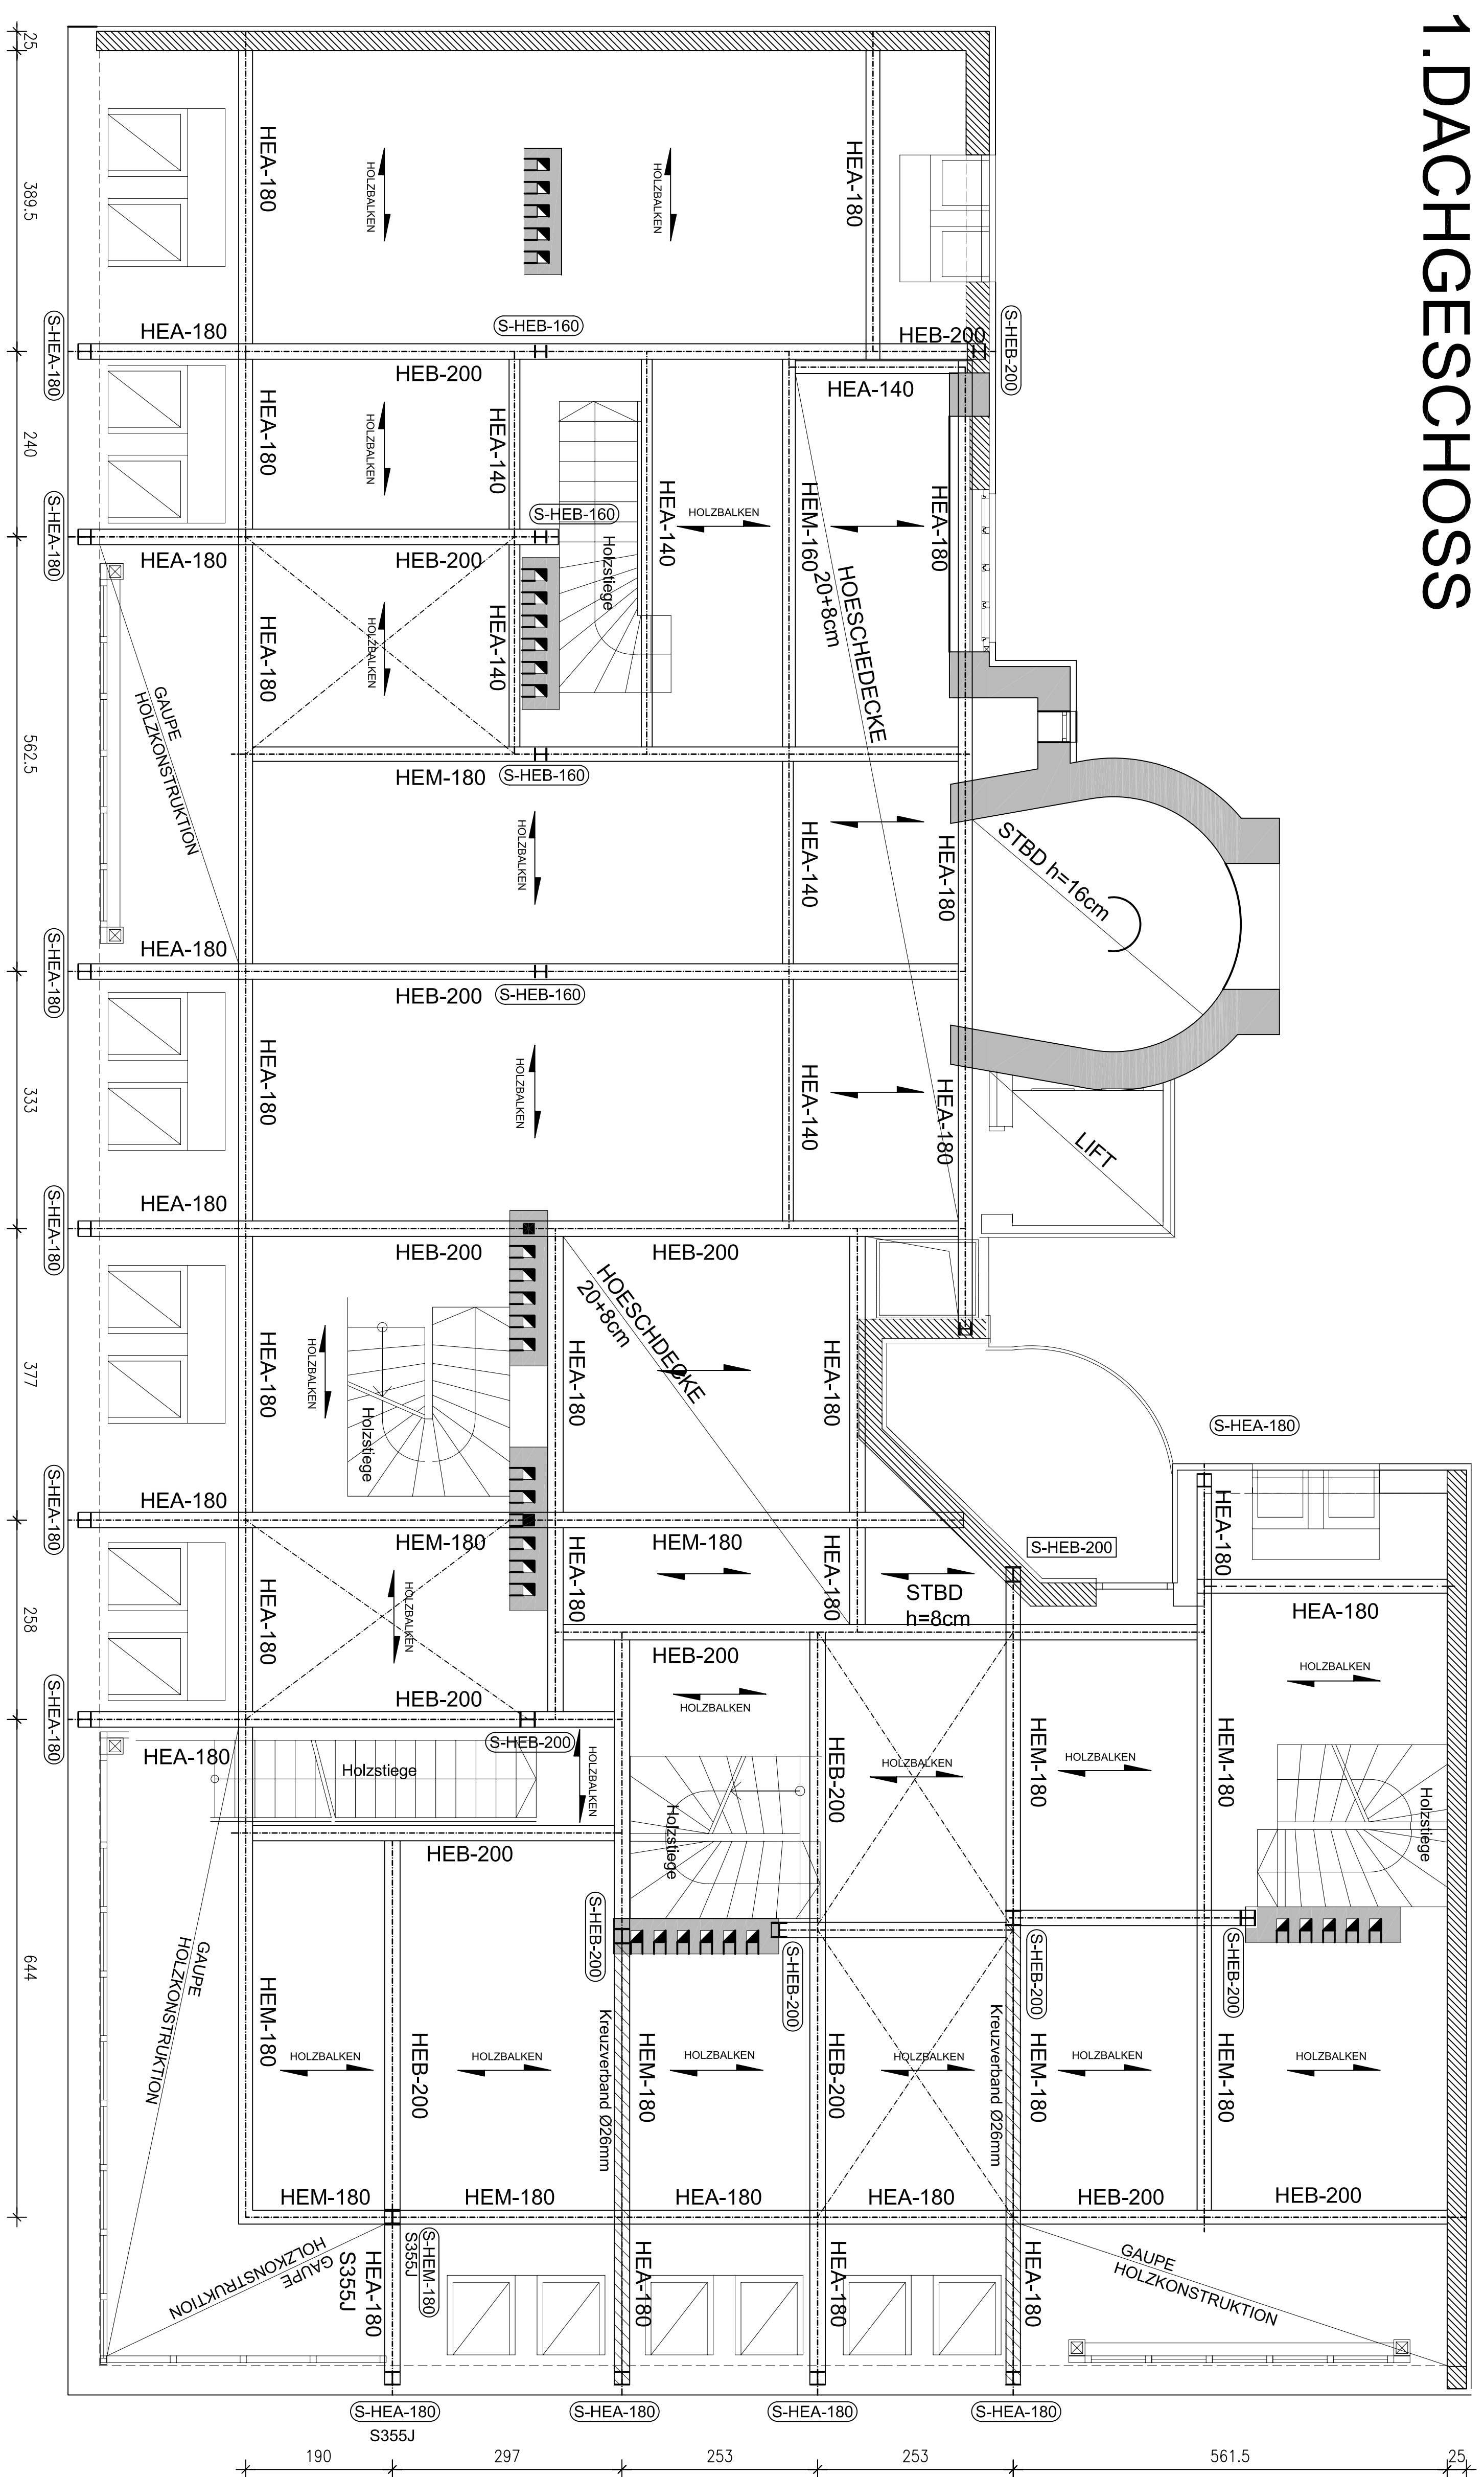 1.DACHGESCHOSS
25
389.5
240
562.5
333
377
258
644
HEA-180
HOLZBALKEN
HOLZBALKEN
HEA-180
S-HEA-180
HEA-180
S-HEB-160
HEB-200
S-HEB-200
HEB-200
HEA-140
HEA-180
HOLZBALKEN
HEA-140
HEA-140
HOLZBALKEN
HEM-160
HEA-180
S-HEA-180
HEA-180
HEB-200
S-HEB-160
Holzstiege
HOESCHEDECKE
20+8cm
HEA-180
HOLZBALKEN
HEA-140
GAUPE
HOLZKONSTRUKTION
HEM-180
S-HEB-160
HOLZBALKEN
HEA-140
HEA-180
STBD h=16cm
S-HEA-180
HEA-180
HEB-200
S-HEB-160
HEA-180
HOLZBALKEN
HEA-140
HEA-180
LIFT
S-HEA-180
HEA-180
HEB-200
HEB-200
HOESCHDECKE
20+8cm
HEA-180
HOLZBALKEN
Holzstiege
HEA-180
HEA-180
S-HEA-180
S-HEA-180
HEA-180
HEM-180
HEM-180
HEA-180
HOLZBALKEN
HEA-180
HEA-180
STBD
h=8cm
S-HEB-200
HEA-180
HEA-180
S-HEA-180
HEB-200
HEB-200
S-HEB-200
HEA-180
Holzstiege
HOLZBALKEN
HOLZBALKEN
Holzstiege
HEB-200
HOLZBALKEN
HEM-180
HOLZBALKEN
HEM-180
HOLZBALKEN
Holzstiege
HEB-200
S-HEB-200
S-HEB-200
S-HEB-200
S-HEB-200
GAUPE
HOLZKONSTRUKTION
HEM-180
HOLZBALKEN
HEB-200
HOLZBALKEN
Kreuzverband Ø26mm
HEM-180
HOLZBALKEN
HEB-200
HOLZBALKEN
Kreuzverband Ø26mm
HEM-180
HOLZBALKEN
HEM-180
HOLZBALKEN
HEM-180
HEM-180
HEA-180
HEA-180
HEB-200
HEB-200
GAUPE
HOLZKONSTRUKTION
HEA-180
S355J
S-HEM-180
S355J
HEA-180
HEA-180
HEA-180
GAUPE
HOLZKONSTRUKTION
S-HEA-180
S355J
S-HEA-180
S-HEA-180
S-HEA-180
190
297
253
253
561.5
25